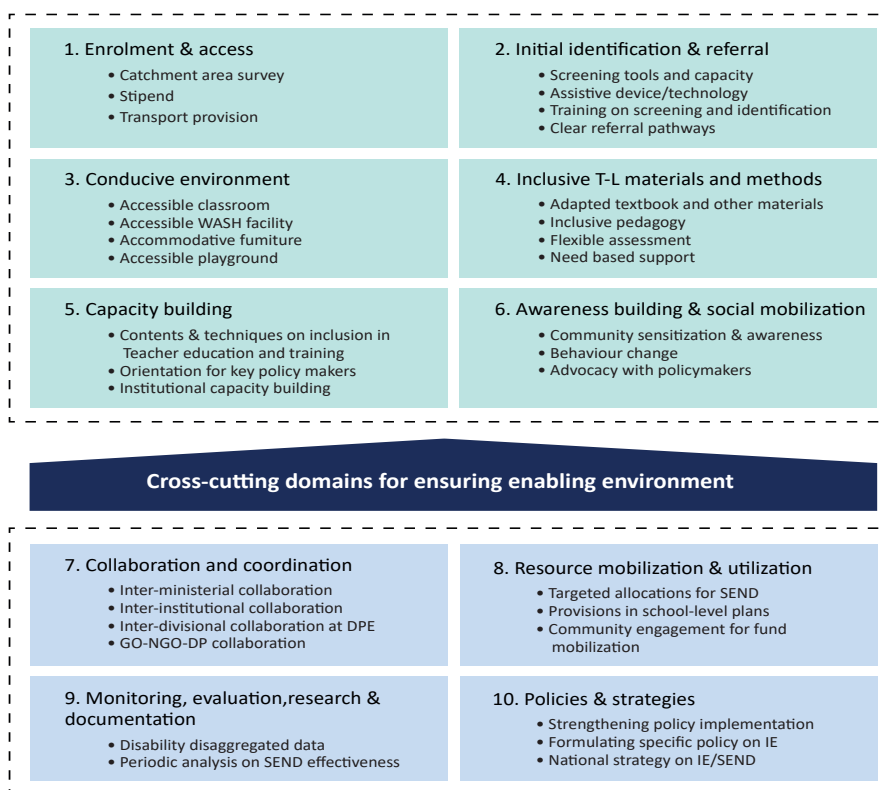 1. Enrolment & access
• Catchment area survey
• Stipend
• Transport provision
2. Initial identification & referral
• Screening tools and capacity
• Assistive device/technology
• Training on screening and identification
• Clear referral pathways
3. Conducive environment
• Accessible classroom
• Accessible WASH facility
• Accommodative fumiture
• Accessible playground
4. Inclusive T-L materials and methods
• Adapted textbook and other materials
• Inclusive pedagogy
• Flexible assessment
• Need based support
5. Capacity building
• Contents & techniques on inclusion in
Teacher education and training
• Orientation for key policy makers
• Institutional capacity building
6. Awareness building & social mobilization
• Community sensitization & awareness
• Behaviour change
• Advocacy with policymakers
Cross-cutting domains for ensuring enabling environment
7. Collaboration and coordination
• Inter-ministerial collaboration
• Inter-institutional collaboration
• Inter-divisional collaboration at DPE
• GO-NGO-DP collaboration
8. Resource mobilization & utilization
• Targeted allocations for SEND
• Provisions in school-level plans
• Community engagement for fund
mobilization
9. Monitoring, evaluation,research &
documentation
• Disability disaggregated data
• Periodic analysis on SEND effectiveness
10. Policies & strategies
• Strengthening policy implementation
• Formulating specific policy on IE
• National strategy on IE/SEND